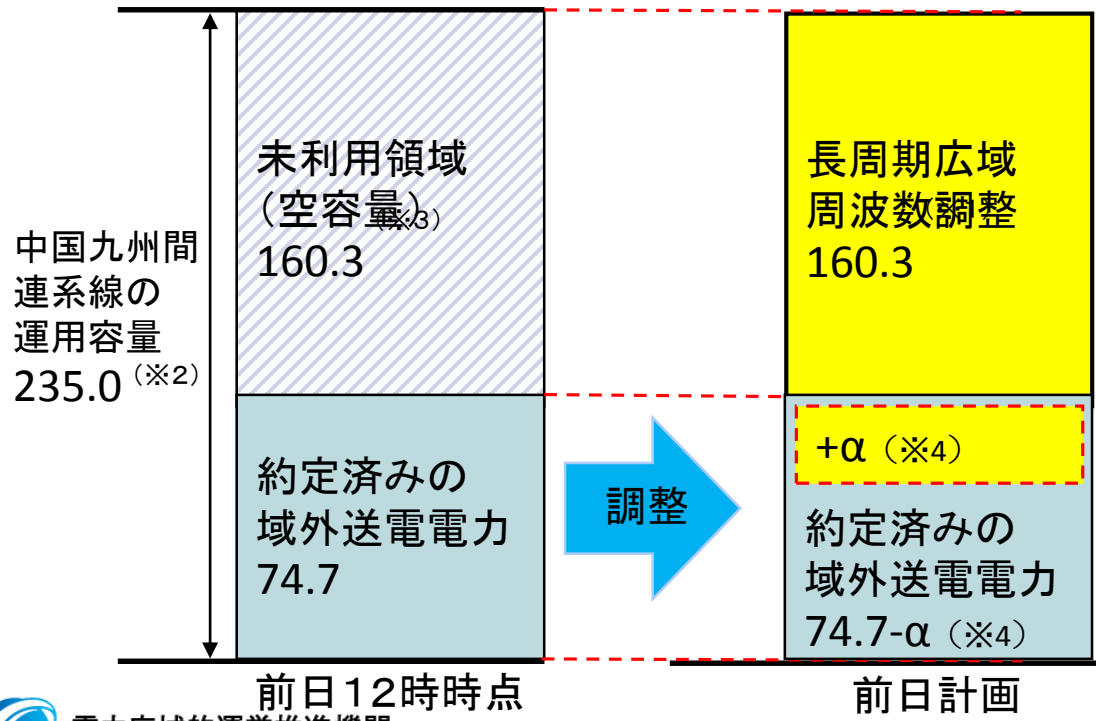 中国九州間
連系線の
運用容量
235.0(※2)
未利用領域
(空容量)(※3)
160.3
約定済みの
域外送電電力
74.7
前日12時時点
調整
長周期広域
周波数調整
160.3
+α(※4)
約定済みの
域外送電電力
74.7-α(※4)
前日計画